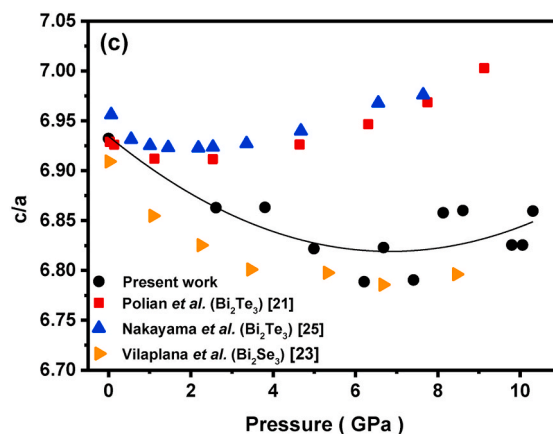 (c)
7.05
7.00
6.95
6.90
6.85
6.80
6.75
6.70
c/a
Present work
Polian et al. (Bi₂Te₃) [21]
Nakayama et al. (Bi₂Te₃) [25]
Vilaplana et al. (Bi₂Se₃) [23]
0 2 4 6 8 10
Pressure ( GPa)